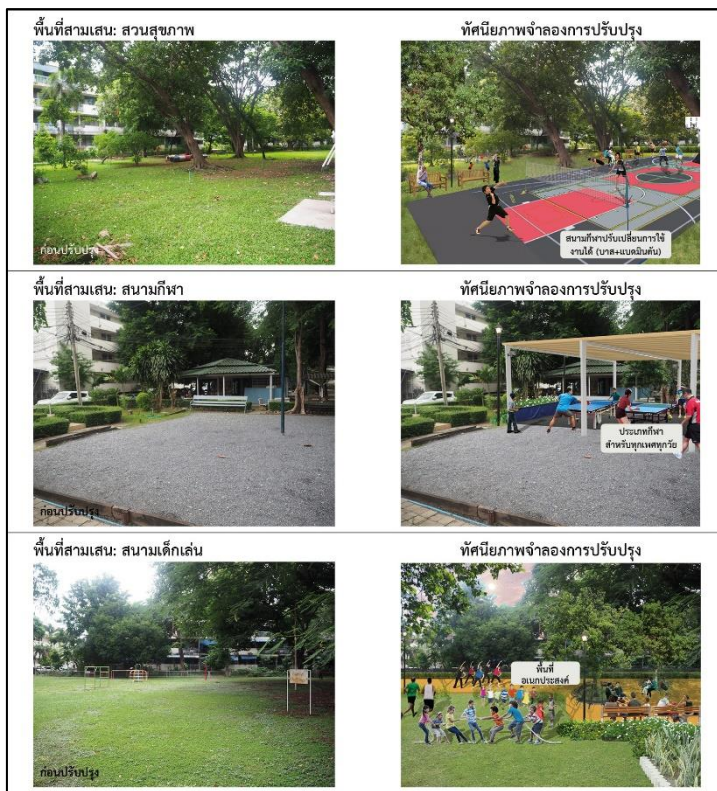 พื้นที่สามเสน: สวนสุขภาพ
ทัศนียภาพจำลองการปรับปรุง
ก่อนปรับปรุง
สนามกีฬาปรับเปลี่ยนการใช้
งานได้ (บาส+แบดมินตัน)
พื้นที่สามเสน: สนามกีฬา
ทัศนียภาพจำลองการปรับปรุง
ก่อนปรับปรุง
ประเภทกีฬา
สำหรับทุกเพศทุกวัย
พื้นที่สามเสน: สนามเด็กเล่น
ทัศนียภาพจำลองการปรับปรุง
ก่อนปรับปรุง
พื้นที่
อเนกประสงค์